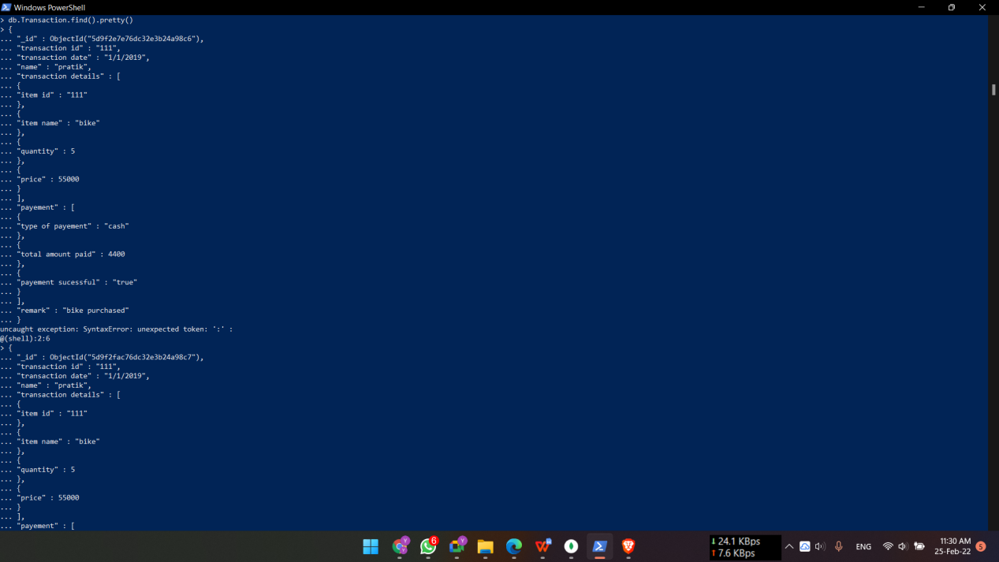 Windows PowerShell
> db.Transaction.find().pretty()
> {
... "_id" : ObjectId("5d9f2e7e76dc32e3b24a98c6"),
... "transaction id" : "111",
... "transaction date" : "1/1/2019",
... "name" : "pratik",
... "transaction details" : [
... {
... "item id" : "111"
... },
... {
... "item name" : "bike"
... },
... {
... "quantity" : 5
... },
... {
... "price" : 55000
... }
... ],
... "payement" : [
... {
... "type of payement" : "cash"
... },
... {
... "total amount paid" : 4400
... },
... {
... "payement sucessful" : "true"
... }
... ],
... "remark" : "bike purchased"
... }
uncaught exception: SyntaxError: unexpected token: ':' :
@(shell):2:6
> {
... "_id" : ObjectId("5d9f2fac76dc32e3b24a98c7"),
... "transaction id" : "111",
... "transaction date" : "1/1/2019",
... "name" : "pratik",
... "transaction details" : [
... {
... "item id" : "111"
... },
... {
... "item name" : "bike"
... },
... {
... "quantity" : 5
... },
... {
... "price" : 55000
... }
... ],
... "payement" : [
Y
Y
6
Y
W
↓ 24.1 KBps
↑ 7.6 KBps
ENG
11:30 AM
25-Feb-22
5